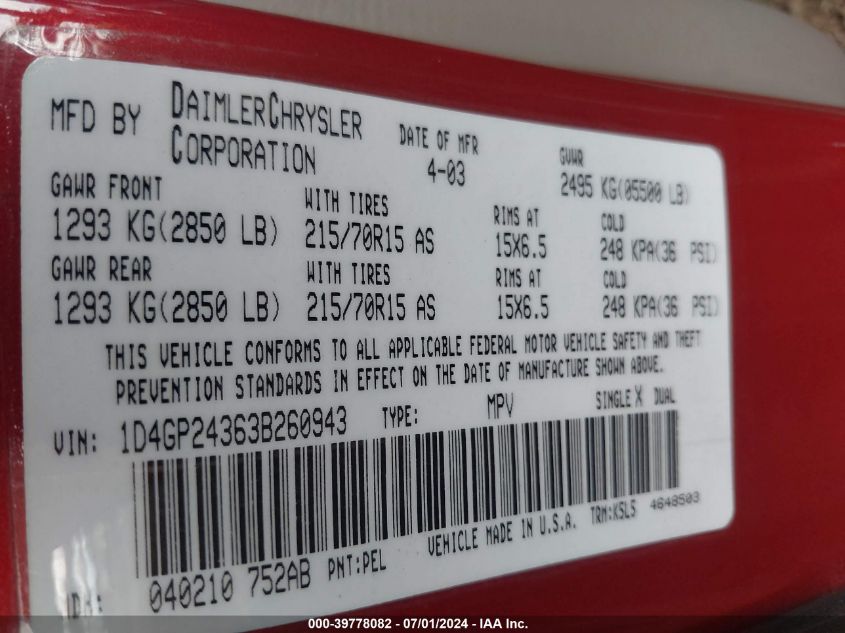 MFD BY DAIMLERCHRYSLER CORPORATION
DATE OF MFR 4-03
GVWR 2495 KG(05500 LB)
GAWR FRONT WITH TIRES RIMS AT COLD
1293 KG(2850 LB) 215/70R15 AS 15X6.5 248 KPA(36 PSI)
GAWR REAR WITH TIRES RIMS AT COLD
1293 KG(2850 LB) 215/70R15 AS 15X6.5 248 KPA(36 PSI)
THIS VEHICLE CONFORMS TO ALL APPLICABLE FEDERAL MOTOR VEHICLE SAFETY AND THEFT
PREVENTION STANDARDS IN EFFECT ON THE DATE OF MANUFACTURE SHOWN ABOVE.
VIN: 1D4GP24363B260943 TYPE: MPV SINGLE X DUAL
MDH: 040210 752AB PNT:PEL VEHICLE MADE IN U.S.A. TRM:K5L5 4648503
000-39778082 - 07/01/2024 - IAA Inc.